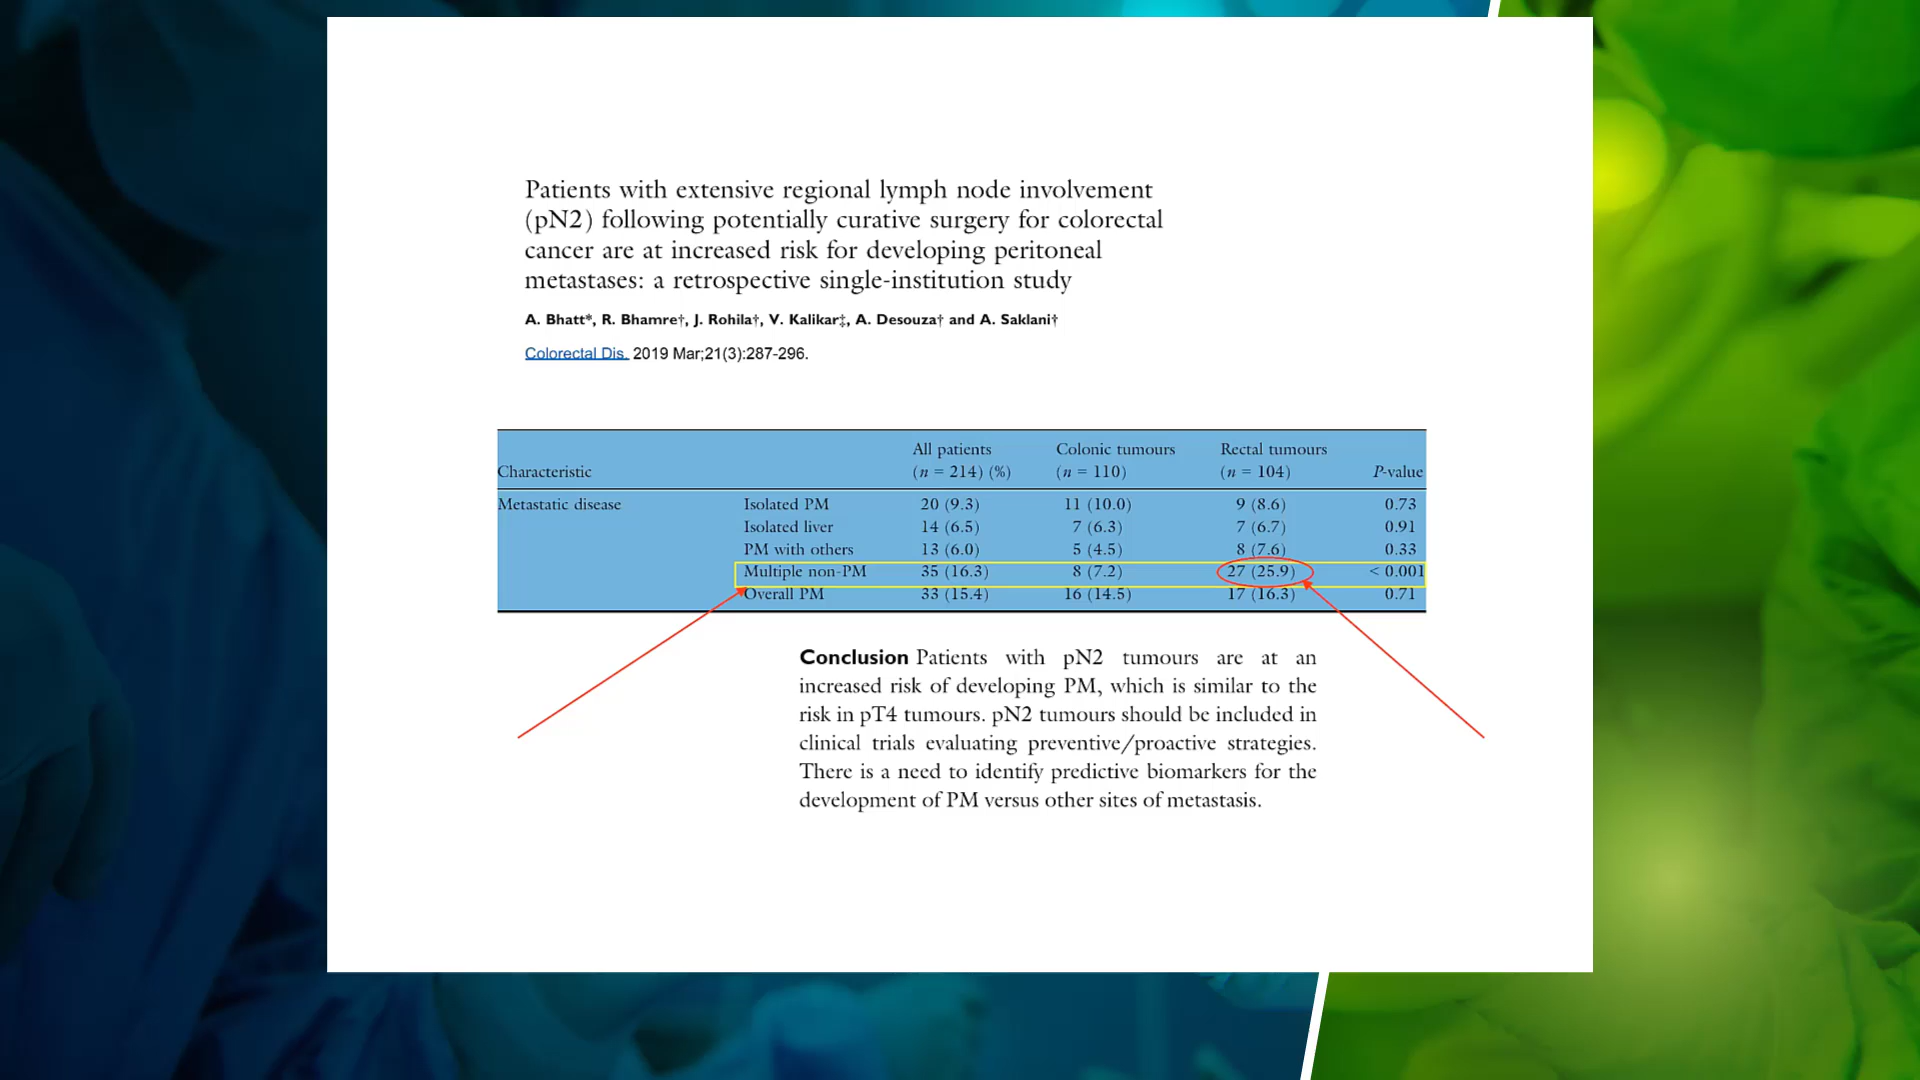 Patients with extensive regional lymph node involvement
(pN2) following potentially curative surgery for colorectal
cancer are at increased risk for developing peritoneal
metastases: a retrospective single-institution study
A. Bhatt*, R. Bhamre†, J. Rohila†, V. Kalikar‡, A. Desouza† and A. Saklani†
Colorectal Dis. 2019 Mar;21(3):287-296.
All patients Colonic tumours Rectal tumours
Characteristic (n = 214) (%) (n = 110) (n = 104) P-value
Metastatic disease Isolated PM 20 (9.3) 11 (10.0) 9 (8.6) 0.73
Isolated liver 14 (6.5) 7 (6.3) 7 (6.7) 0.91
PM with others 13 (6.0) 5 (4.5) 8 (7.6) 0.33
Multiple non-PM 35 (16.3) 8 (7.2) 27 (25.9) < 0.001
Overall PM 33 (15.4) 16 (14.5) 17 (16.3) 0.71
Conclusion Patients with pN2 tumours are at an
increased risk of developing PM, which is similar to the
risk in pT4 tumours. pN2 tumours should be included in
clinical trials evaluating preventive/proactive strategies.
There is a need to identify predictive biomarkers for the
development of PM versus other sites of metastasis.